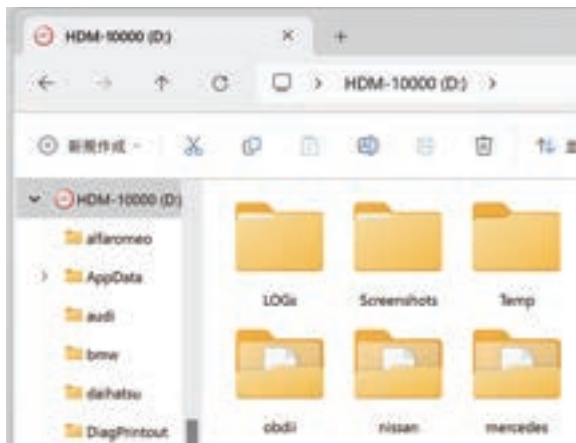 HDM-10000 (D:)
HDM-10000 (D:)
新規作成
HDM-10000 (D:)
alfaromeo
AppData
audi
bmw
daihatsu
DiagPrintout
LOGs
Screenshots
Temp
obdii
nissan
mercedes